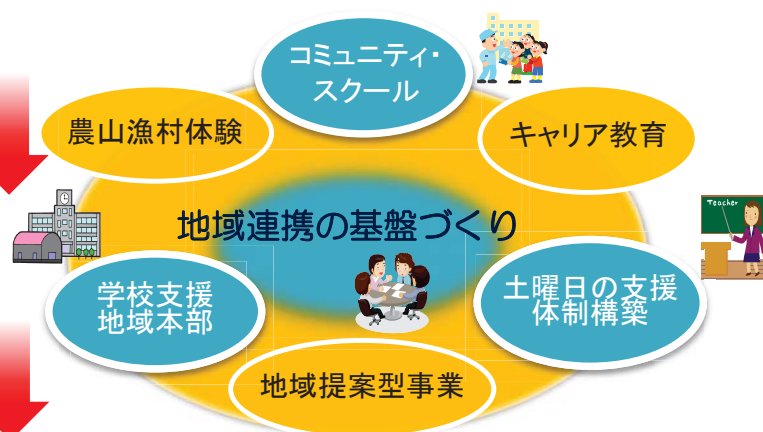 コミュニティ・
スクール
農山漁村体験
キャリア教育
Teacher
地域連携の基盤づくり
学校支援
地域本部
土曜日の支援
体制構築
地域提案型事業